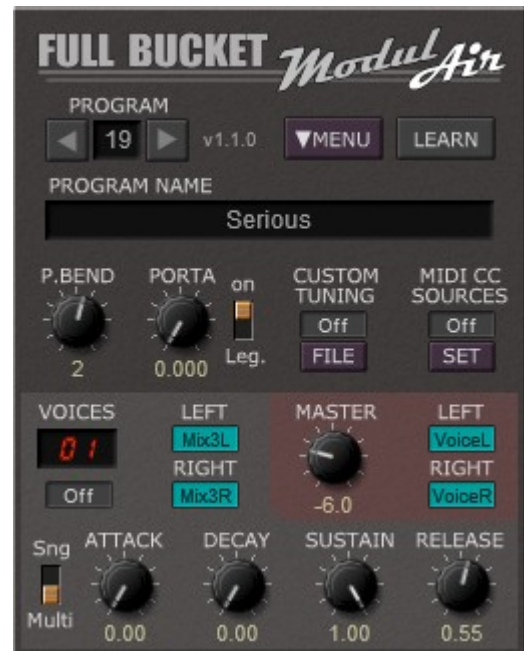 FULL BUCKET ModulAir
PROGRAM
19 v1.1.0 ▼MENU LEARN
PROGRAM NAME
Serious
P.BEND PORTA on CUSTOM TUNING MIDI CC SOURCES
Off Off
2 0.000 Leg. FILE SET
VOICES LEFT MASTER LEFT
01 Mix3L VoiceL
RIGHT RIGHT
Off Mix3R -6.0 VoiceR
Sng ATTACK DECAY SUSTAIN RELEASE
Multi 0.00 0.00 1.00 0.55